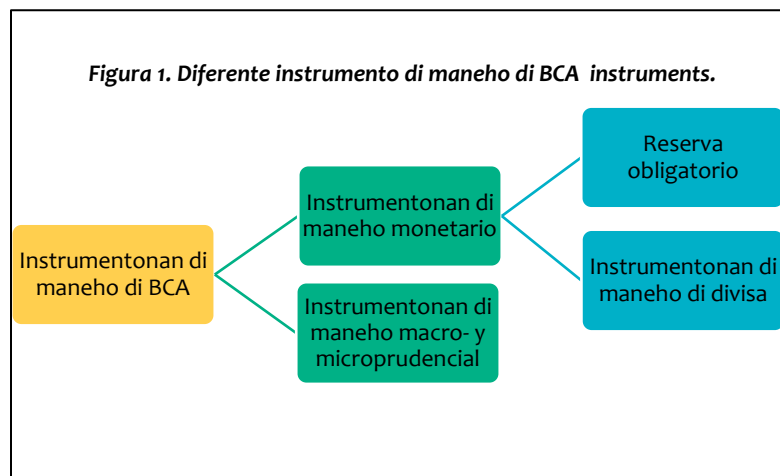 Figura 1. Diferente instrumento di maneho di BCA instruments.
Reserva
obligatorio
Instrumentonan di
maneho monetario
Instrumentonan di
maneho di BCA
Instrumentonan di
maneho di divisa
Instrumentonan di
maneho macro- y
microprudencial